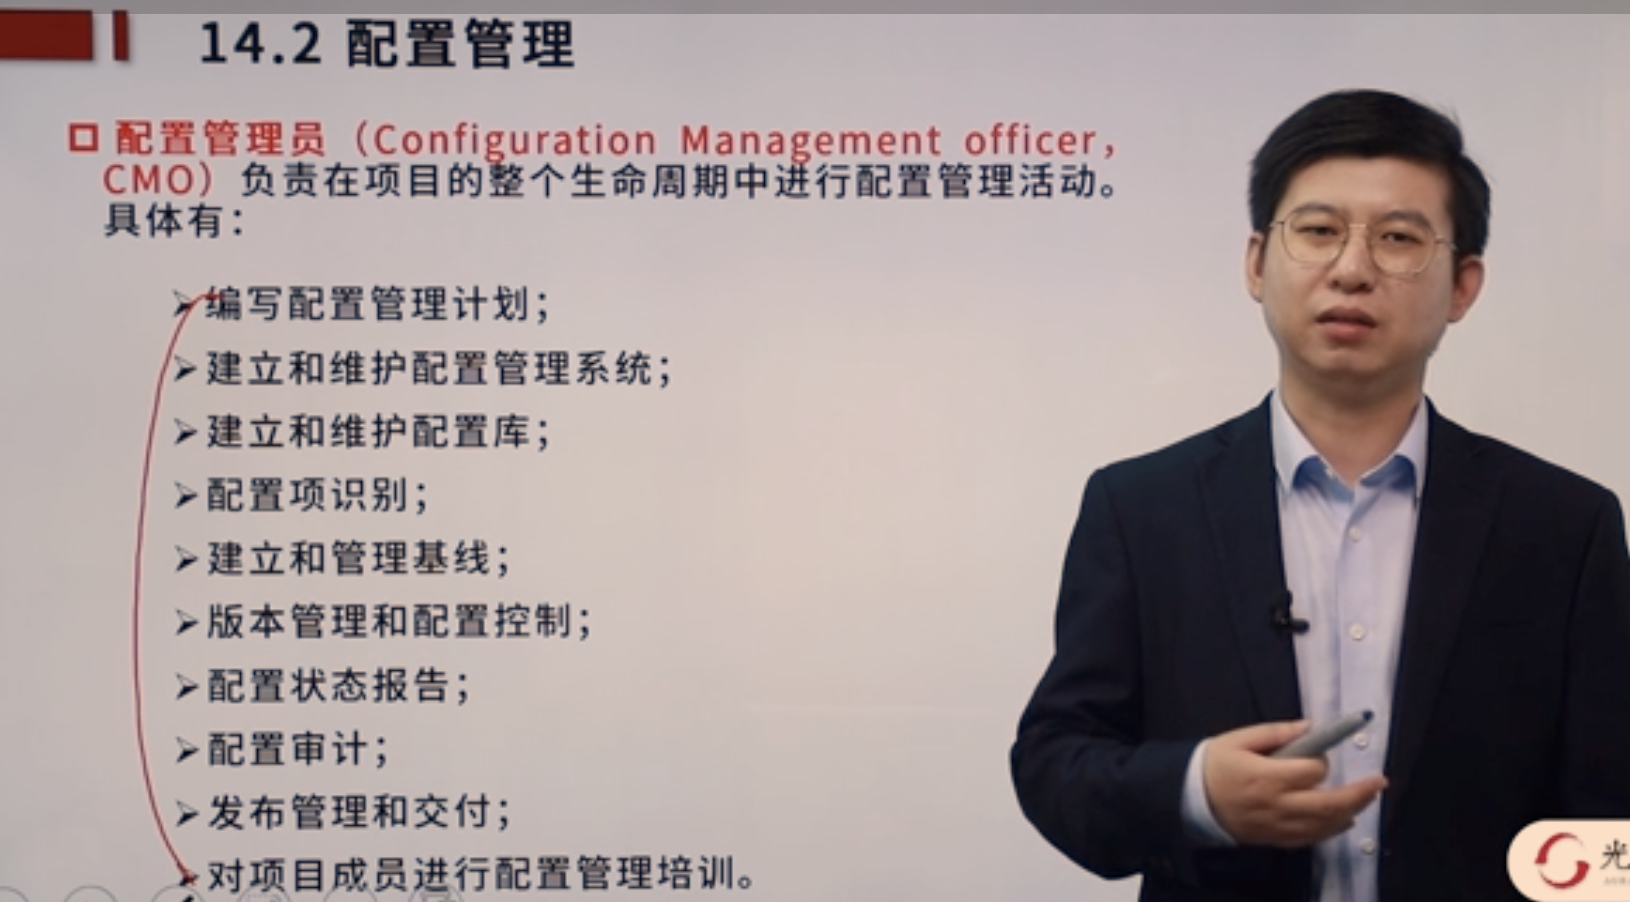 14.2 配置管理
配置管理员（Configuration Management officer，
CMO）负责在项目的整个生命周期中进行配置管理活动。
具体有：
编写配置管理计划；
建立和维护配置管理系统；
建立和维护配置库；
配置项识别；
建立和管理基线；
版本管理和配置控制；
配置状态报告；
配置审计；
发布管理和交付；
对项目成员进行配置管理培训。
光